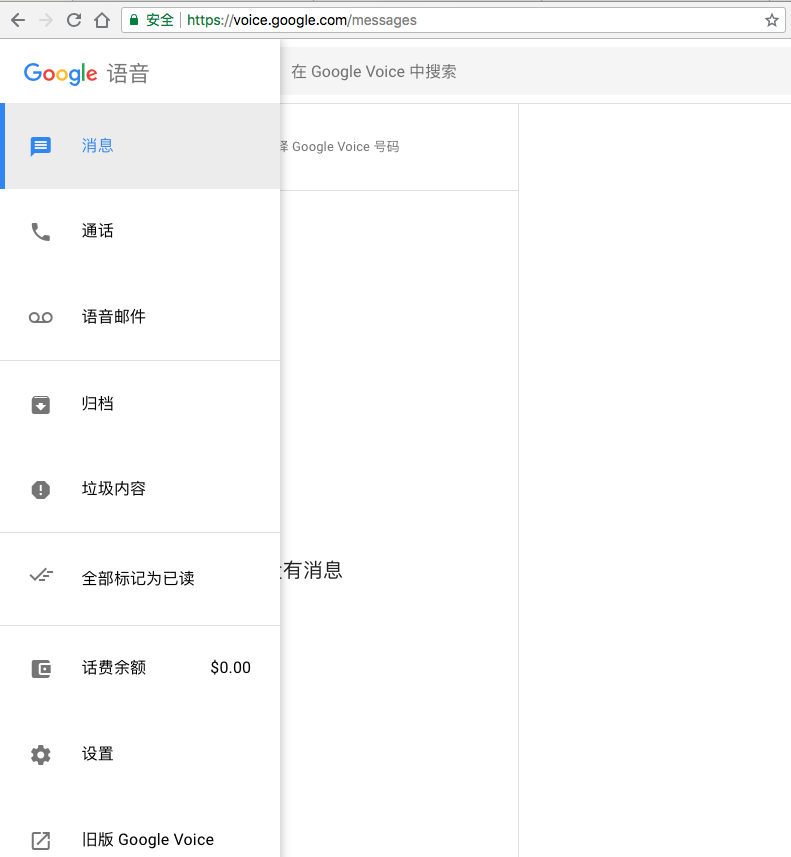 安全 https://voice.google.com/messages
Google 语音
在 Google Voice 中搜索
消息
Google Voice 号码
通话
语音邮件
归档
垃圾内容
有消息
全部标记为已读
话费余额 $0.00
设置
旧版 Google Voice